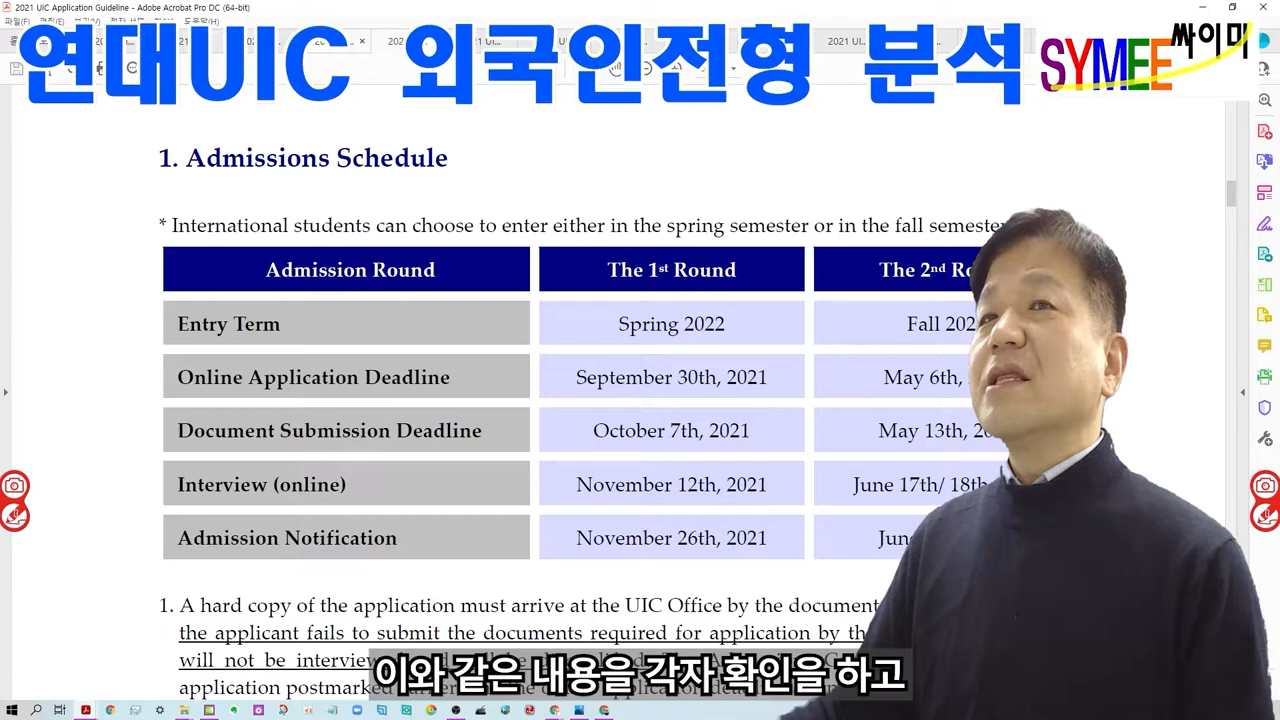 2021 UIC Application Guideline - Adobe Acrobat Pro DC (64-bit)
연대UIC 외국인전형 분석
SYMEE 싸이미
1. Admissions Schedule
* International students can choose to enter either in the spring semester or in the fall semester
Admission Round The 1st Round The 2nd
Entry Term Spring 2022 Fall
Online Application Deadline September 30th, 2021 May 6th,
Document Submission Deadline October 7th, 2021 May 13th,
Interview (online) November 12th, 2021 June 17th/ 18th
Admission Notification November 26th, 2021
1. A hard copy of the application must arrive at the UIC Office by the document
the applicant fails to submit the documents required for application by
will not be
이와 같은 내용을 각자 확인을 하고
application postmarked